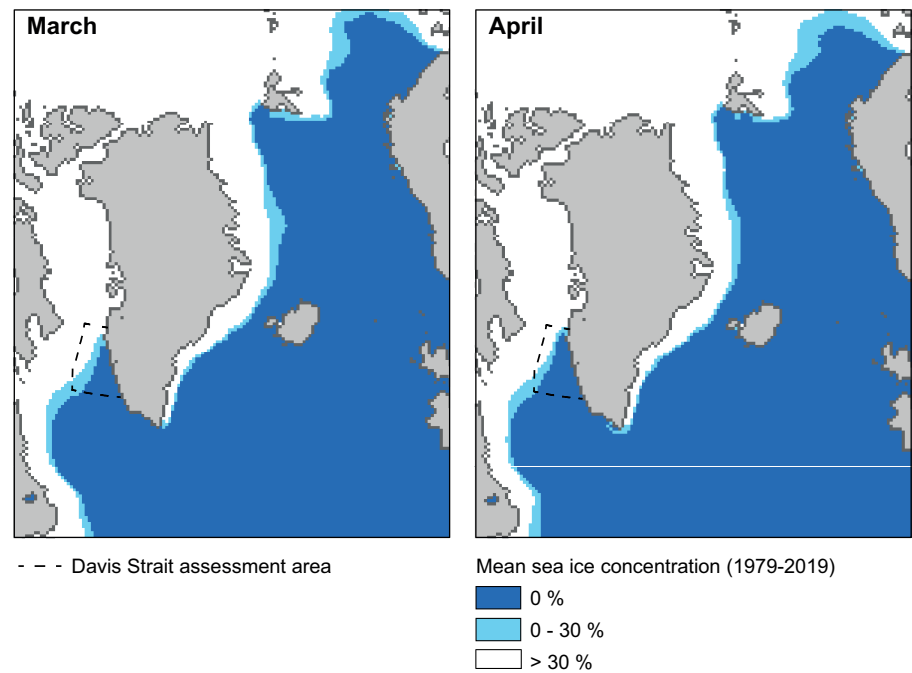 March
April
- - - Davis Strait assessment area
Mean sea ice concentration (1979-2019)
0 %
0 - 30 %
> 30 %